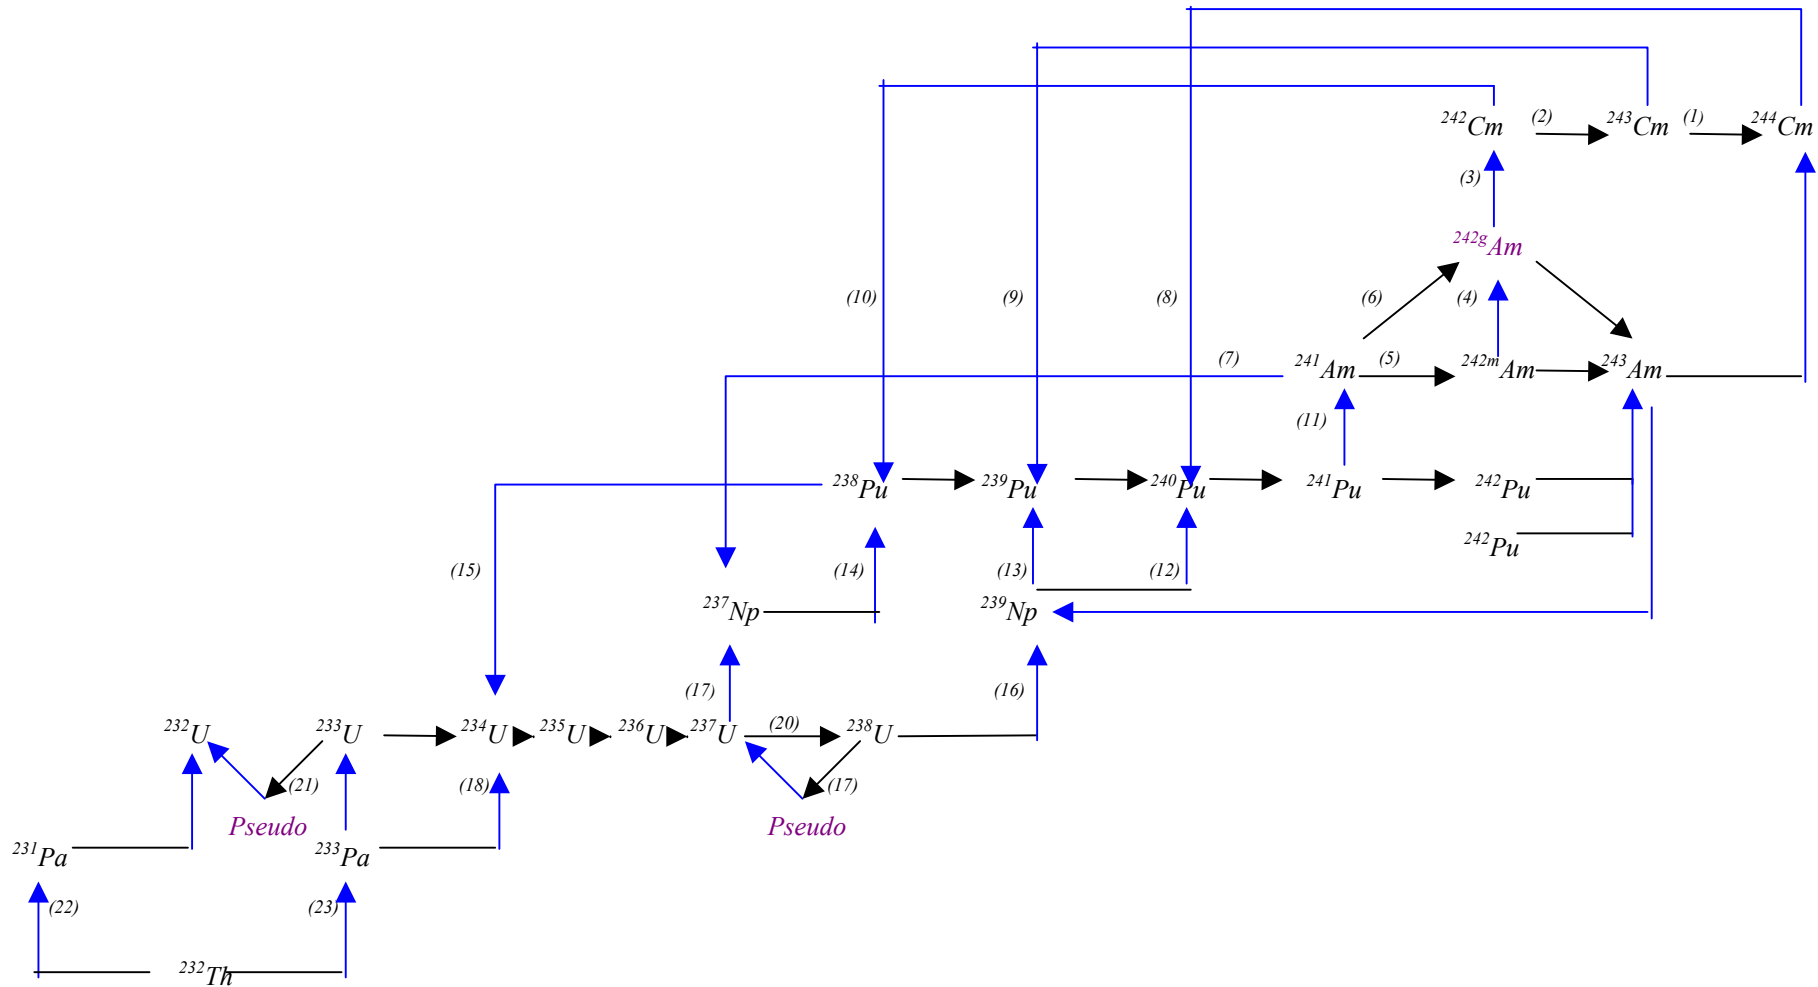 ²⁴²Cm (2) ²⁴³Cm (1) ²⁴⁴Cm
(3)
²⁴²ᵍAm
(10) (9) (8) (6) (4)
(7) ²⁴¹Am (5) ²⁴²ᵐAm ²⁴³Am
(11)
²³⁸Pu ²³⁹Pu ²⁴⁰Pu ²⁴¹Pu ²⁴²Pu
²⁴²Pu
(15) (14) (13) (12)
²³⁷Np ²³⁹Np
(17) (16)
²³²U ²³³U ²³⁴U ²³⁵U ²³⁶U ²³⁷U (20) ²³⁸U
(21) (18) (17)
Pseudo Pseudo
²³¹Pa ²³³Pa
(22) (23)
²³²Th